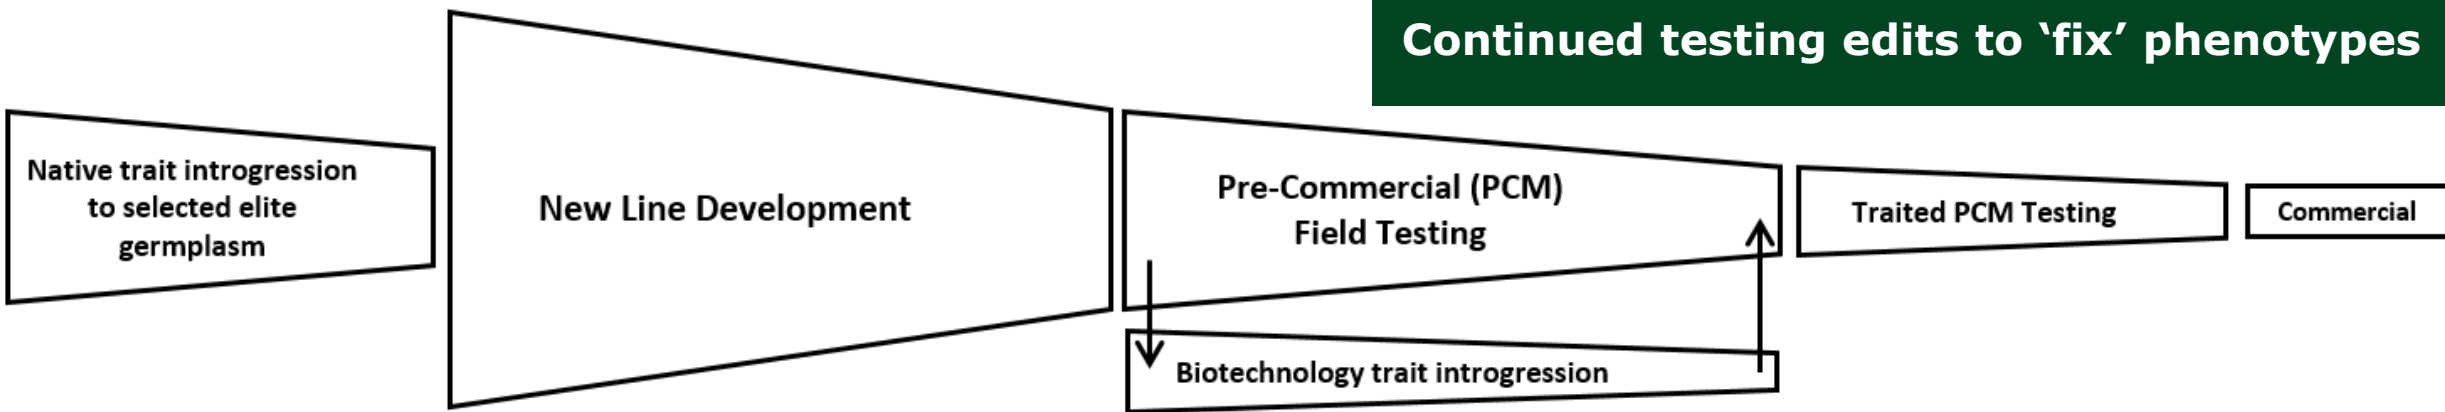 Continued testing edits to ‘fix’ phenotypes
Native trait introgression
to selected elite
germplasm
New Line Development
Pre-Commercial (PCM)
Field Testing
Traited PCM Testing
Commercial
Biotechnology trait introgression